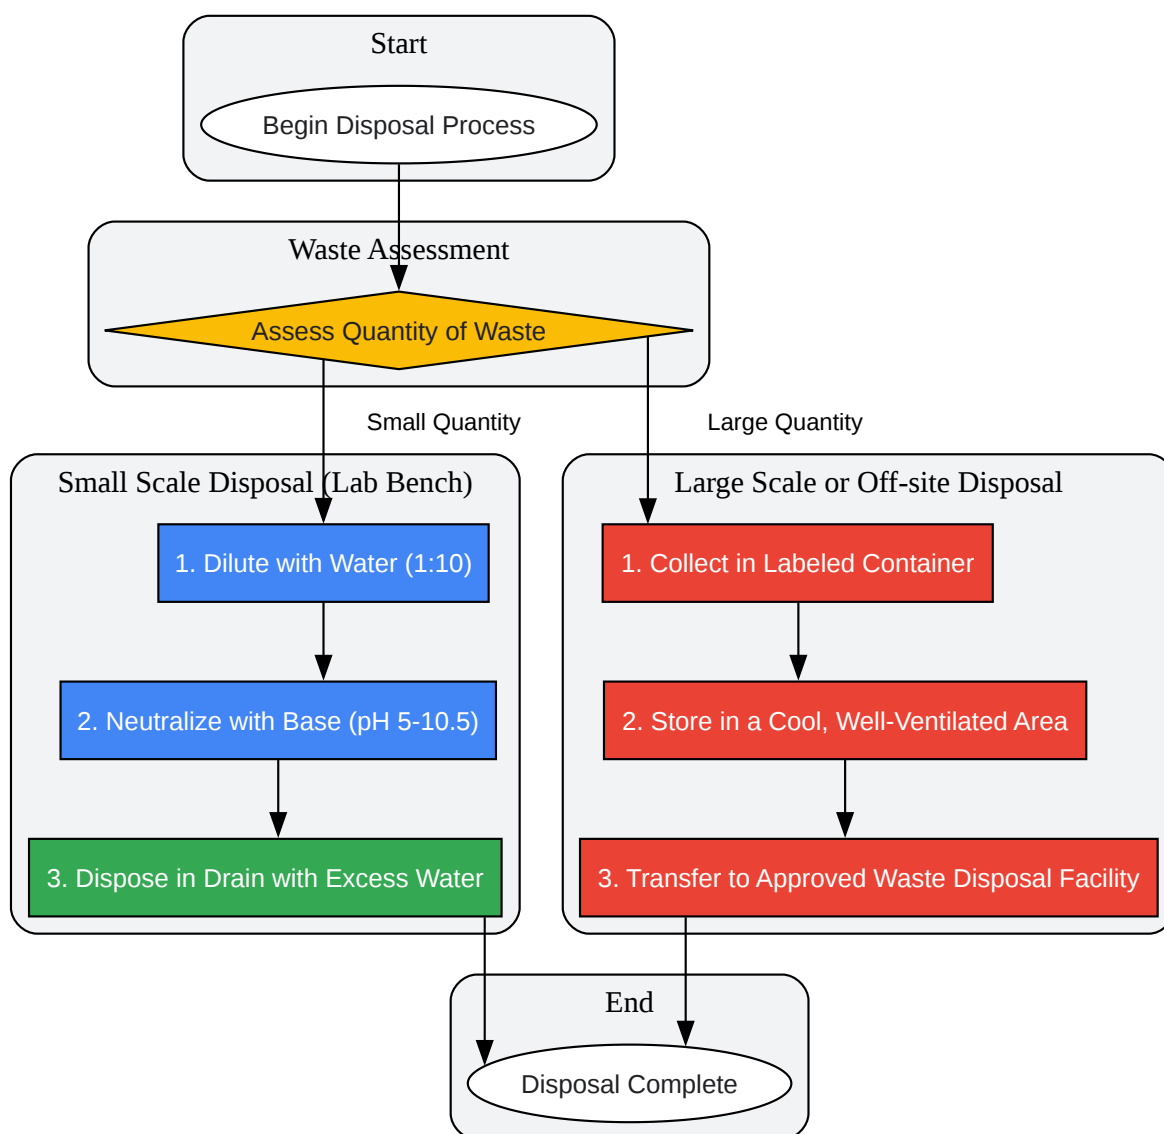 Start
Begin Disposal Process
Waste Assessment
Assess Quantity of Waste
Small Quantity
Large Quantity
Small Scale Disposal (Lab Bench)
1. Dilute with Water (1:10)
2. Neutralize with Base (pH 5-10.5)
3. Dispose in Drain with Excess Water
Large Scale or Off-site Disposal
1. Collect in Labeled Container
2. Store in a Cool, Well-Ventilated Area
3. Transfer to Approved Waste Disposal Facility
End
Disposal Complete